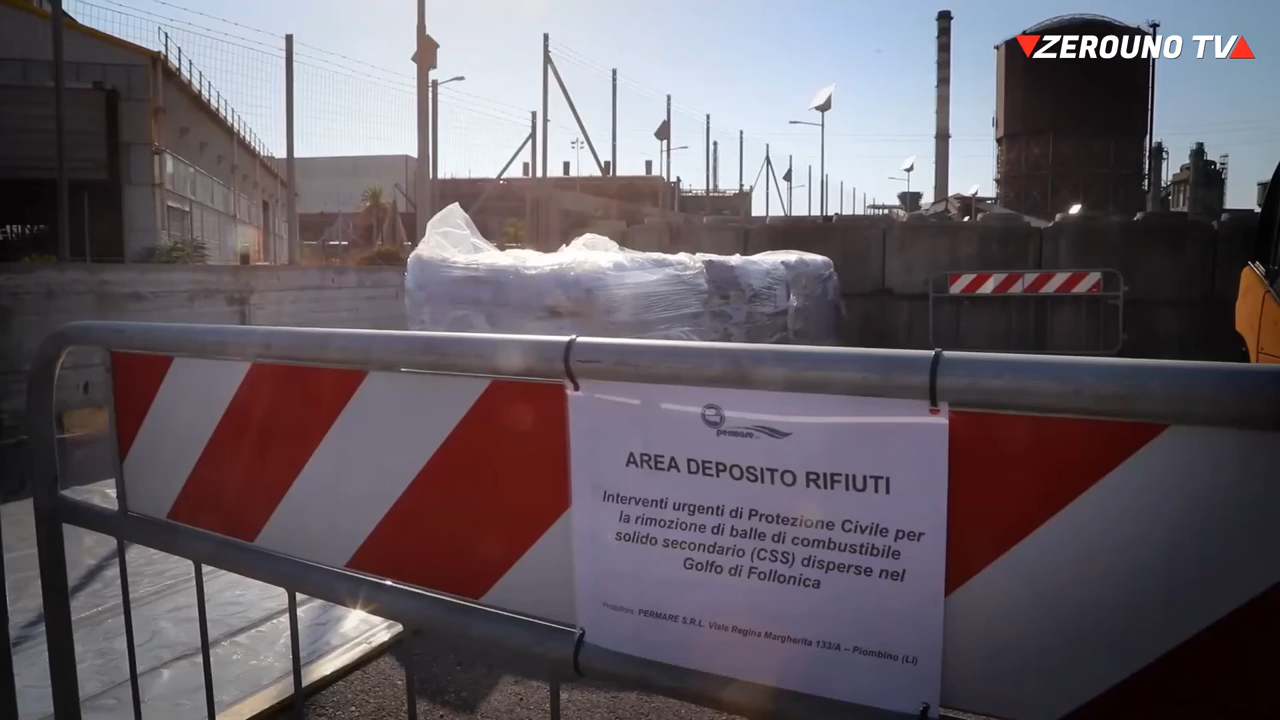 ZEROUNO TV
permare
AREA DEPOSITO RIFIUTI
Interventi urgenti di Protezione Civile per
la rimozione di balle di combustibile
solido secondario (CSS) disperse nel
Golfo di Follonica
Produttore: PERMARE S.R.L. Viale Regina Margherita 133/A – Piombino (LI)